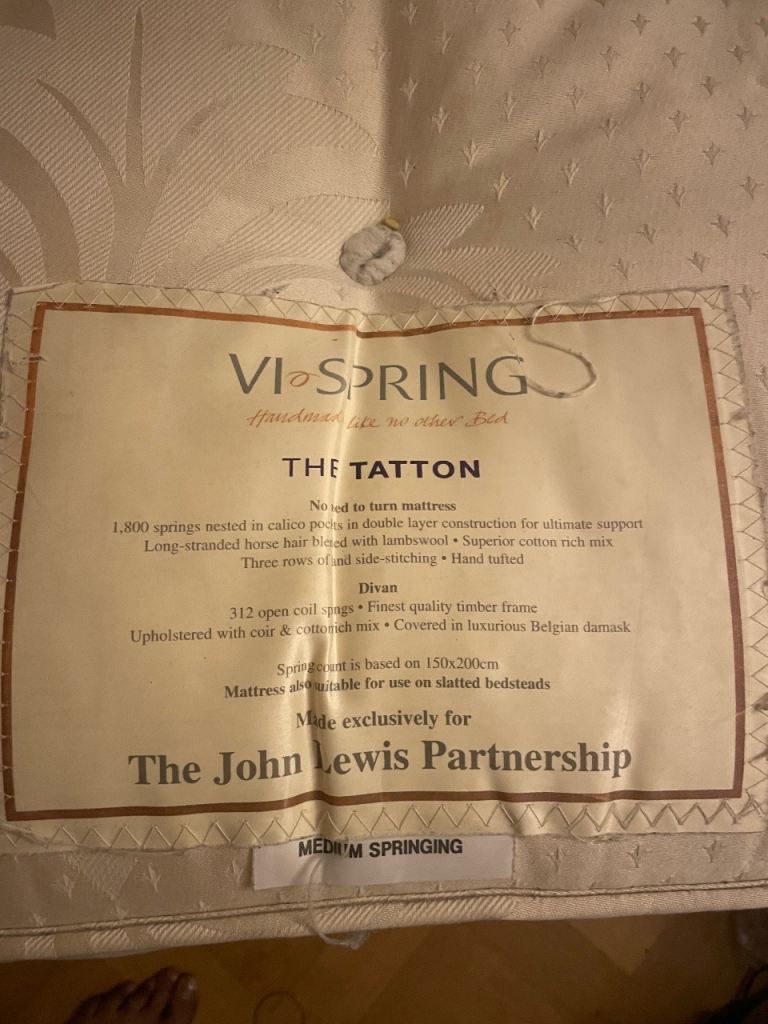 VI SPRING
Handmade like no other Bed
THE TATTON
No need to turn mattress
1,800 springs nested in calico pockets in double layer construction for ultimate support
Long-stranded horse hair blended with lambswool • Superior cotton rich mix
Three rows of hand side-stitching • Hand tufted
Divan
312 open coil springs • Finest quality timber frame
Upholstered with coir & cotton rich mix • Covered in luxurious Belgian damask
Spring count is based on 150x200cm
Mattress also suitable for use on slatted bedsteads
Made exclusively for
The John Lewis Partnership
MEDIUM SPRINGING